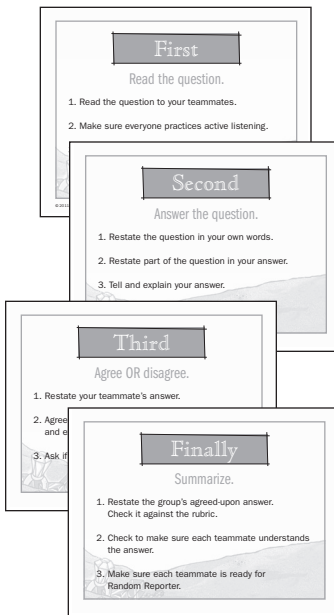 First
Read the question.
1. Read the question to your teammates.
2. Make sure everyone practices active listening.
Second
Answer the question.
1. Restate the question in your own words.
2. Restate part of the question in your answer.
3. Tell and explain your answer.
Third
Agree OR disagree.
1. Restate your teammate's answer.
2. Agree
and
3. Ask if
Finally
Summarize.
1. Restate the group's agreed-upon answer.
Check it against the rubric.
2. Check to make sure each teammate understands
the answer.
3. Make sure each teammate is ready for
Random Reporter.